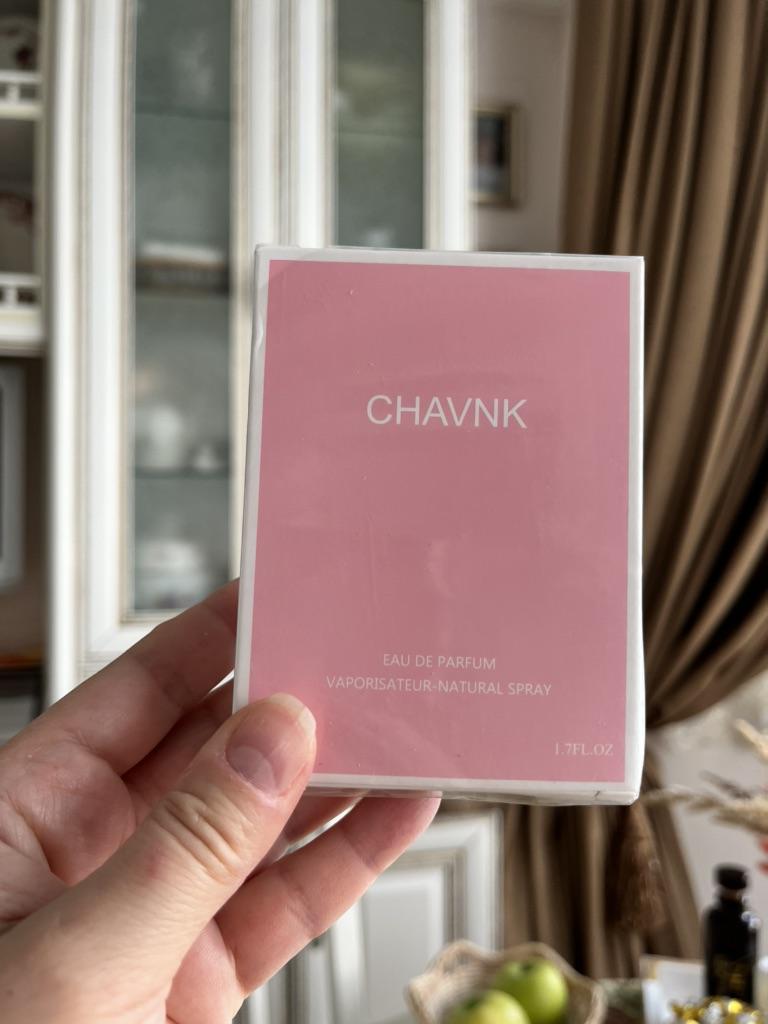 CHAVNK
EAU DE PARFUM
VAPORISATEUR-NATURAL SPRAY
1.7FL.OZ